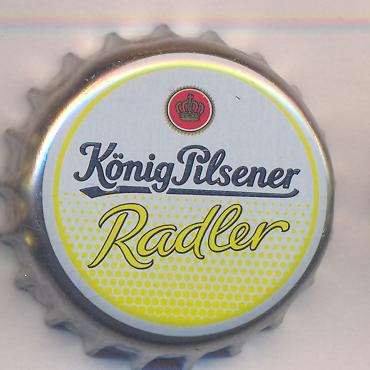 König Pilsener
Radler